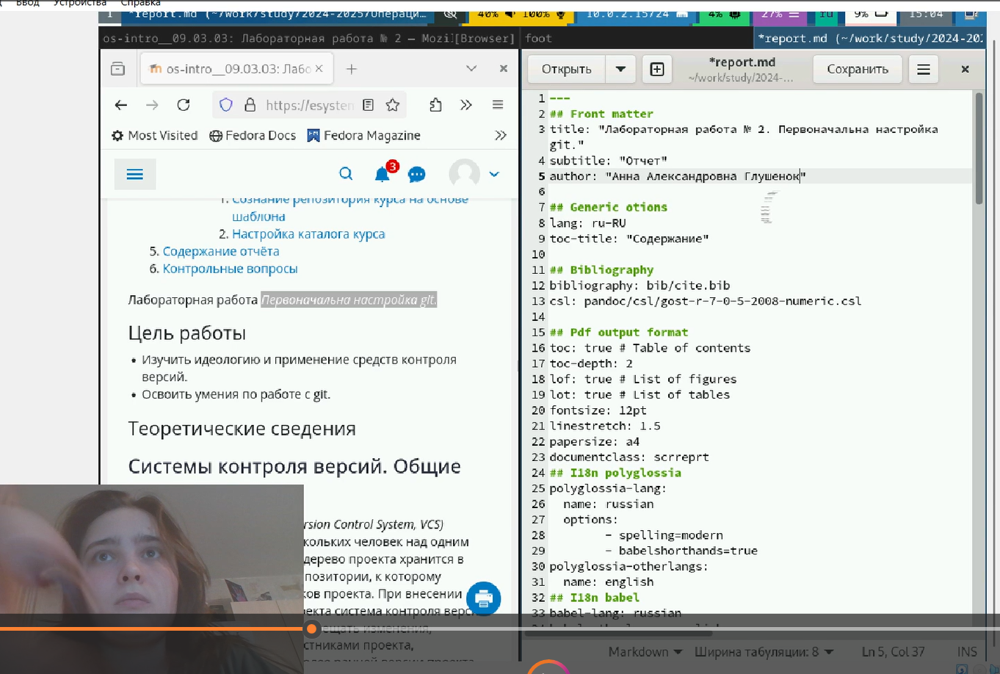 Ввод Устройства Справка
1 *report.md (~/work/study/2024-2025/Операци… 40% 100% 10.0.2.15/24 4% 27% ru 9% 15:04
os-intro__09.03.03: Лабораторная работа № 2 — Mozi[Browser] foot *report.md (~/work/study/2024-202
os-intro__09.03.03: Лабо
https://esystem
Most Visited Fedora Docs Fedora Magazine
3
1. Сознание репозитория курса на основе
шаблона
2. Настройка каталога курса
5. Содержание отчёта
6. Контрольные вопросы
Лабораторная работа Первоначальна настройка git.
Цель работы
• Изучить идеологию и применение средств контроля
версий.
• Освоить умения по работе с git.
Теоретические сведения
Системы контроля версий. Общие
rsion Control System, VCS)
кольких человек над одним
дерево проекта хранится в
позитории, к которому
ков проекта. При внесении
екта система контроля верс
ещать изменения,
стниками проекта,
Открыть *report.md Сохранить
~/work/study/2024-…
1 ---
2 ## Front matter
3 title: "Лабораторная работа № 2. Первоначальна настройка
git."
4 subtitle: "Отчет"
5 author: "Анна Александровна Глушенок"
6
7 ## Generic otions
8 lang: ru-RU
9 toc-title: "Содержание"
10
11 ## Bibliography
12 bibliography: bib/cite.bib
13 csl: pandoc/csl/gost-r-7-0-5-2008-numeric.csl
14
15 ## Pdf output format
16 toc: true # Table of contents
17 toc-depth: 2
18 lof: true # List of figures
19 lot: true # List of tables
20 fontsize: 12pt
21 linestretch: 1.5
22 papersize: a4
23 documentclass: scrreprt
24 ## I18n polyglossia
25 polyglossia-lang:
26 name: russian
27 options:
28 - spelling=modern
29 - babelshorthands=true
30 polyglossia-otherlangs:
31 name: english
32 ## I18n babel
33 babel-lang: russian
Markdown Ширина табуляции: 8 Ln 5, Col 37 INS